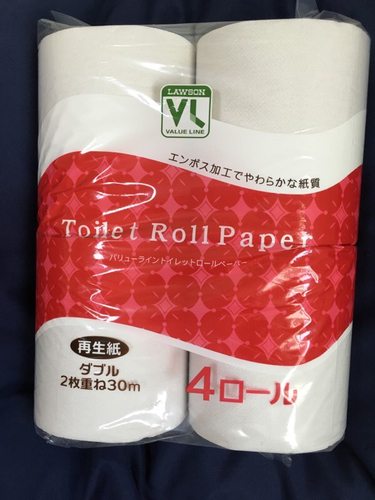 LAWSON
VL
VALUE LINE
エンボス加工でやわらかな紙質
Toilet Roll Paper
バリューライントイレットロールペーパー
再生紙
ダブル
2枚重ね30m
4ロール